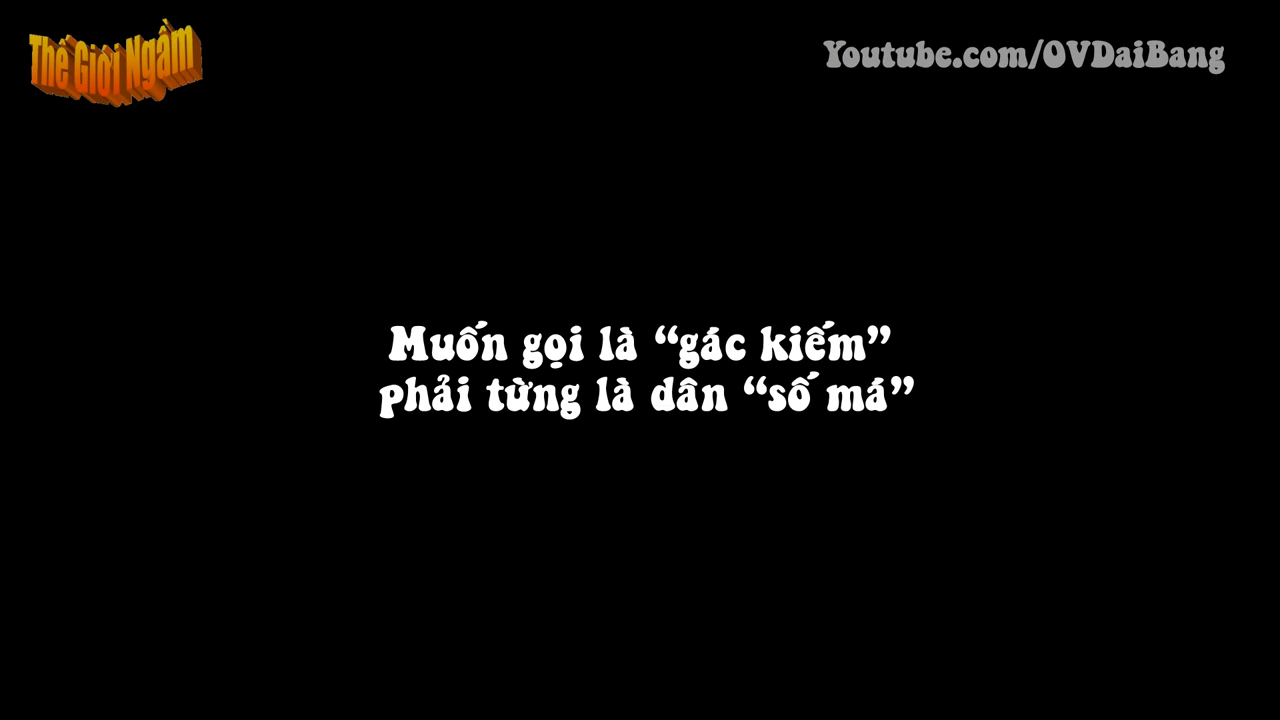 Thế Giới Ngầm
Youtube.com/OVDaiBang
Muốn gọi là “gác kiếm”
phải từng là dân “số má”